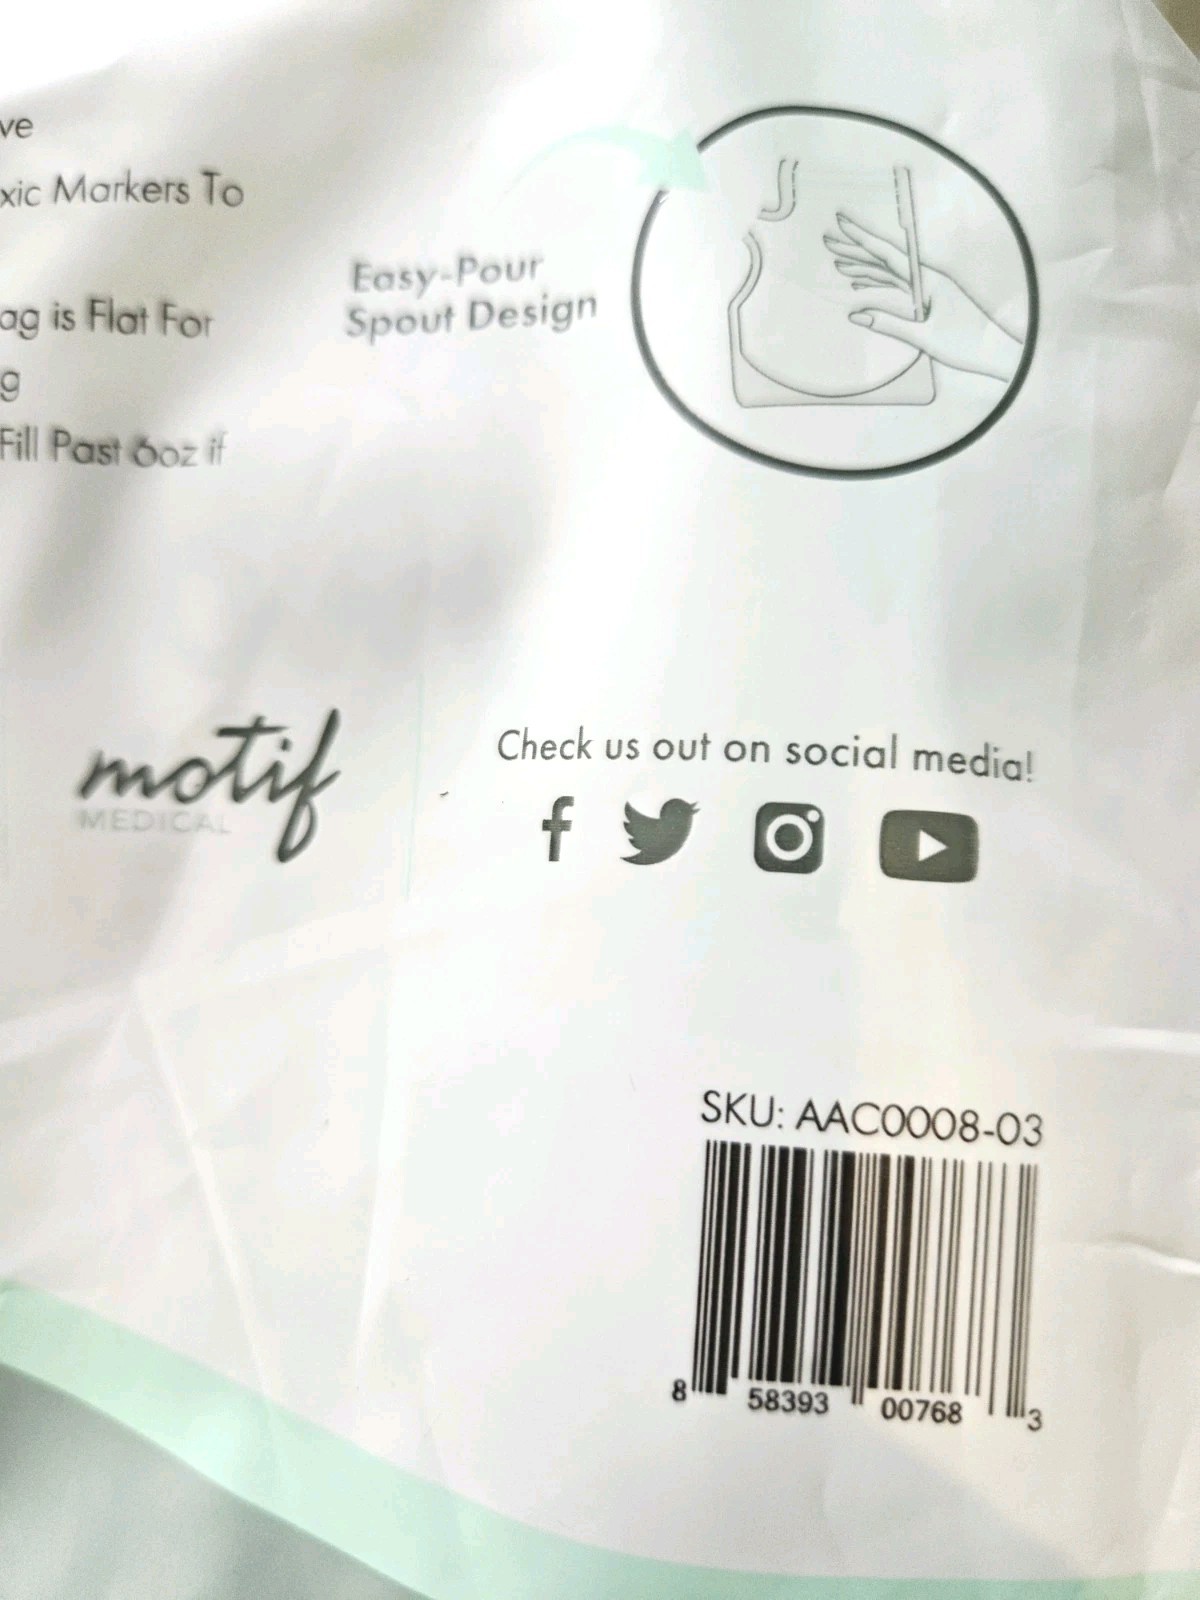 ve
xic Markers To
ag is Flat For
g
Fill Past 6oz if
Easy-Pour
Spout Design
motif
MEDICAL
Check us out on social media!
SKU: AAC0008-03
8 58393 00768 3